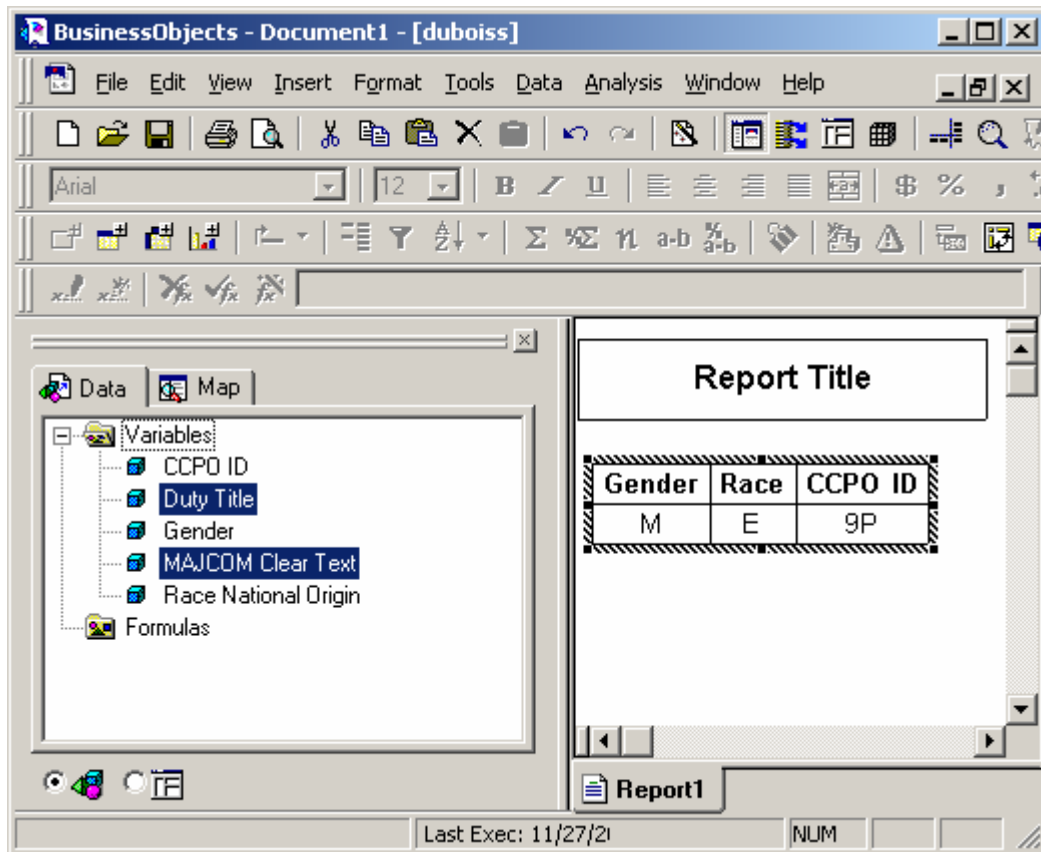 BusinessObjects - Document1 - [duboiss]
File Edit View Insert Format Tools Data Analysis Window Help
Arial 12 B I U $ % ,
Data Map
Report Title
Variables
CCPO ID
Duty Title
Gender
MAJCOM Clear Text
Race National Origin
Formulas
Gender Race CCPO ID
M E 9P
Report1
Last Exec: 11/27/2 NUM